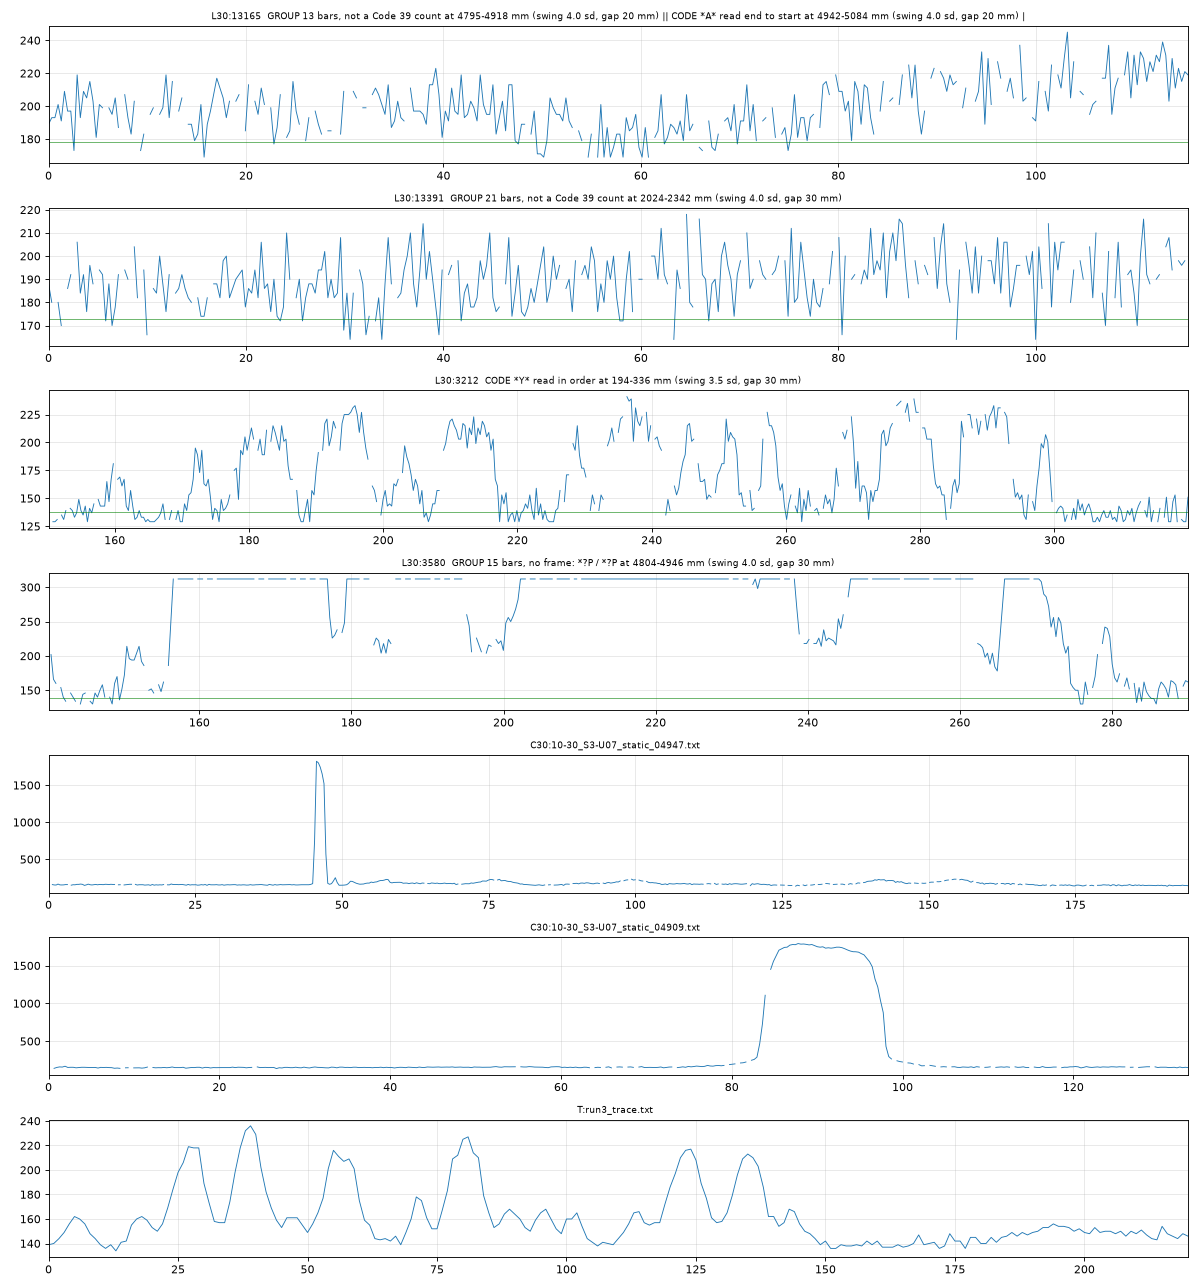 L30:13165 GROUP 13 bars, not a Code 39 count at 4795-4918 mm (swing 4.0 sd, gap 20 mm) || CODE *A* read end to start at 4942-5084 mm (swing 4.0 sd, gap 20 mm) |
240
220
200
180
0 20 40 60 80 100
L30:13391 GROUP 21 bars, not a Code 39 count at 2024-2342 mm (swing 4.0 sd, gap 30 mm)
220
210
200
190
180
170
0 20 40 60 80 100
L30:3212 CODE *Y* read in order at 194-336 mm (swing 3.5 sd, gap 30 mm)
225
200
175
150
125
160 180 200 220 240 260 280 300
L30:3580 GROUP 15 bars, no frame: *?P / *?P at 4804-4946 mm (swing 4.0 sd, gap 30 mm)
300
250
200
150
160 180 200 220 240 260 280
C30:10-30_S3-U07_static_04947.txt
1500
1000
500
0 25 50 75 100 125 150 175
C30:10-30_S3-U07_static_04909.txt
1500
1000
500
0 20 40 60 80 100 120
T:run3_trace.txt
240
220
200
180
160
140
0 25 50 75 100 125 150 175 200